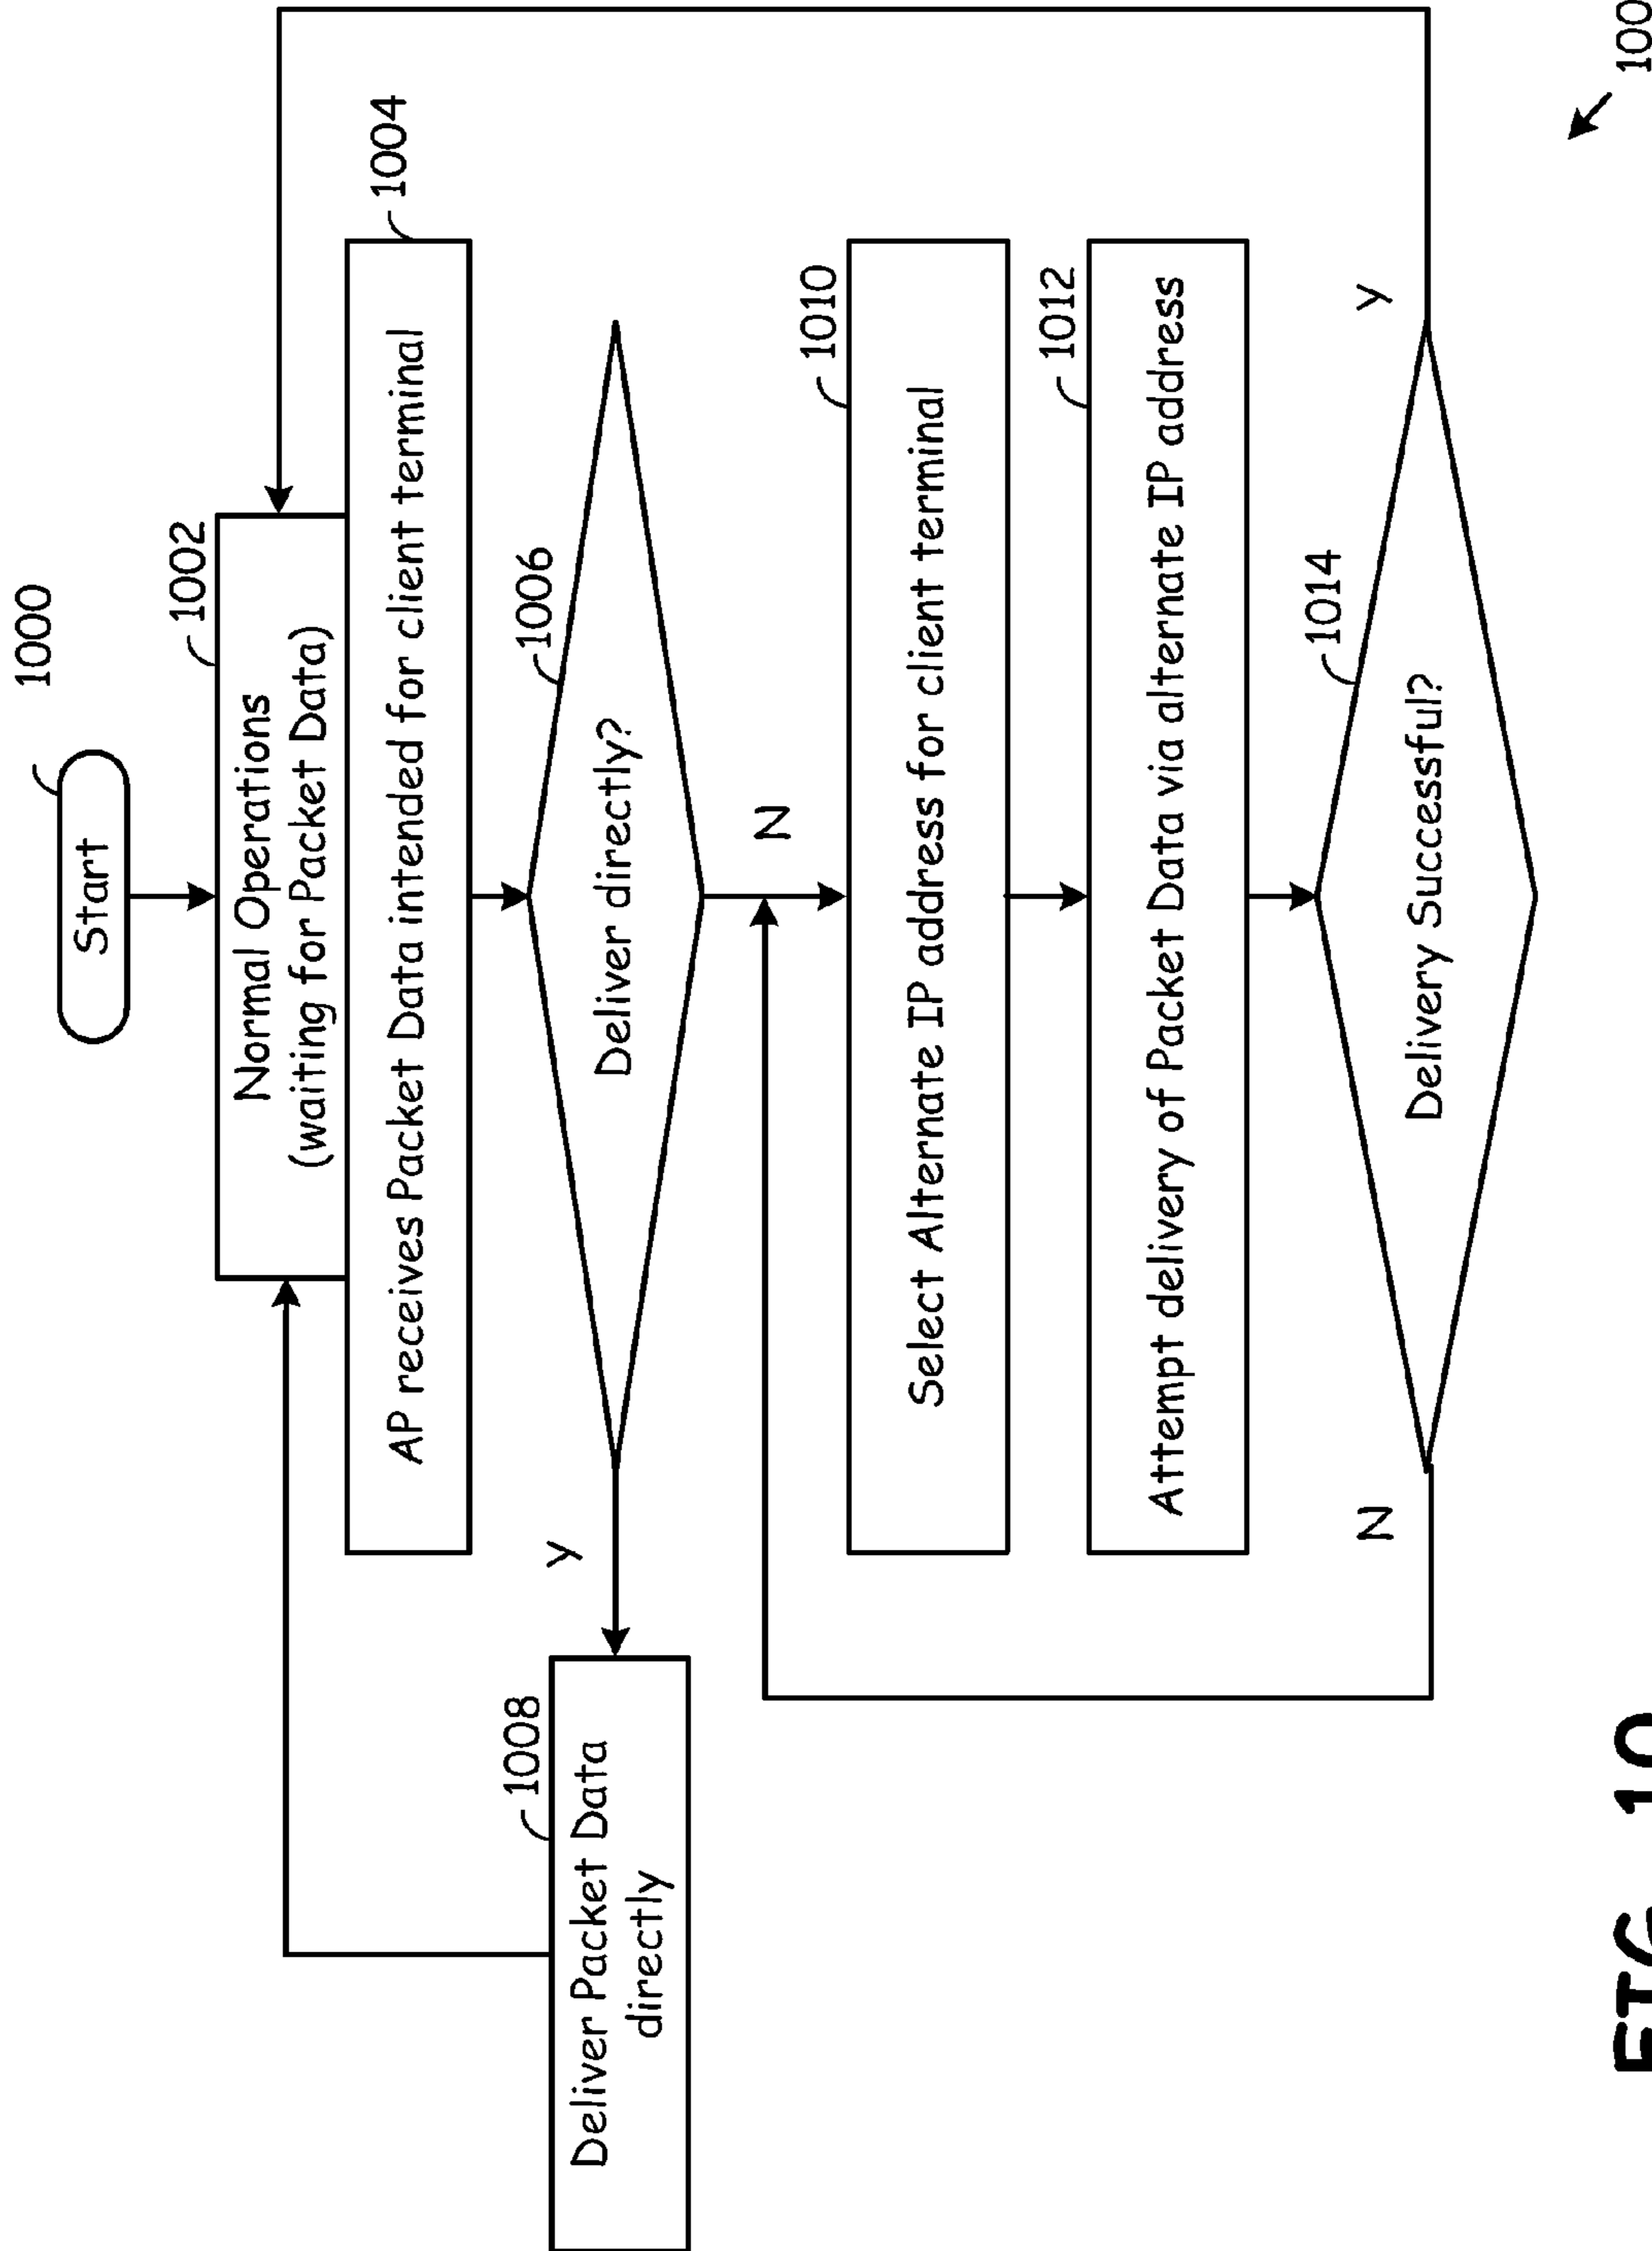 1000
Start
1002
Normal Operations
(waiting for Packet Data)
1004
AP receives Packet Data intended for client terminal
1006
Deliver directly?
Y
N
1008
Deliver Packet Data
directly
1010
Select Alternate IP address for client terminal
1012
Attempt delivery of Packet Data via alternate IP address
1014
Delivery Successful?
N
Y
100
FIG. 10